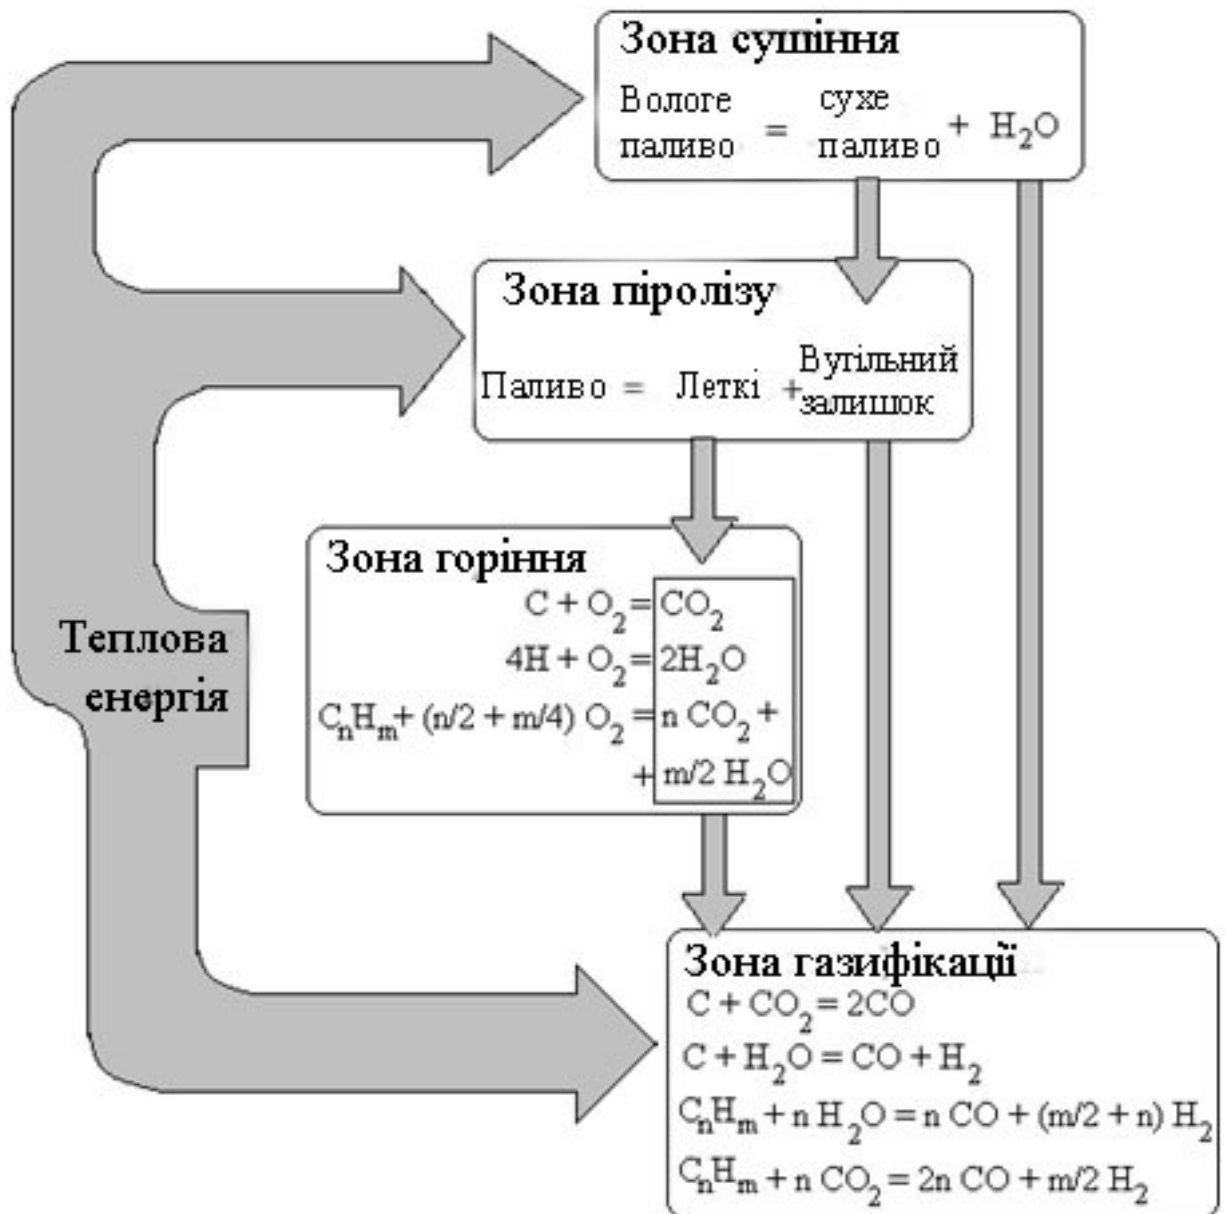 Зона сушіння
Вологе паливо = сухе паливо + H₂O
Зона піролізу
Паливо = Леткі + Вугільний залишок
Зона горіння
C + O₂ = CO₂
4H + O₂ = 2H₂O
CₙHₘ + (n/2 + m/4) O₂ = n CO₂ +
+ m/2 H₂O
Теплова
енергія
Зона газифікації
C + CO₂ = 2CO
C + H₂O = CO + H₂
CₙHₘ + n H₂O = n CO + (m/2 + n) H₂
CₙHₘ + n CO₂ = 2n CO + m/2 H₂